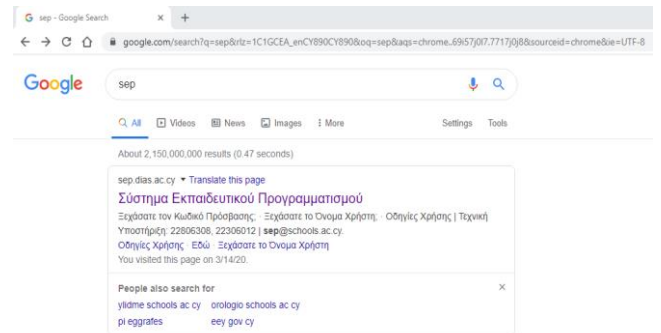 sep - Google Search
google.com/search?q=sep&rlz=1C1GCEA_enCY890CY890&oq=sep&aqs=chrome..69i57j0l7.7717j0j8&sourceid=chrome&ie=UTF-8
Google sep
All Videos News Images More Settings Tools
About 2,150,000,000 results (0.47 seconds)
sep.dias.ac.cy Translate this page
Σύστημα Εκπαιδευτικού Προγραμματισμού
Ξεχάσατε τον Κωδικό Πρόσβασης; · Ξεχάσατε το Όνομα Χρήστη; · Οδηγίες Χρήσης | Τεχνική
Υποστήριξη: 22806308, 22306012 | sep@schools.ac.cy.
Οδηγίες Χρήσης · Εδώ · Ξεχάσατε το Όνομα Χρήστη
You visited this page on 3/14/20.
People also search for
ylidme schools ac cy orologio schools ac cy
pi eggrafes eey gov cy